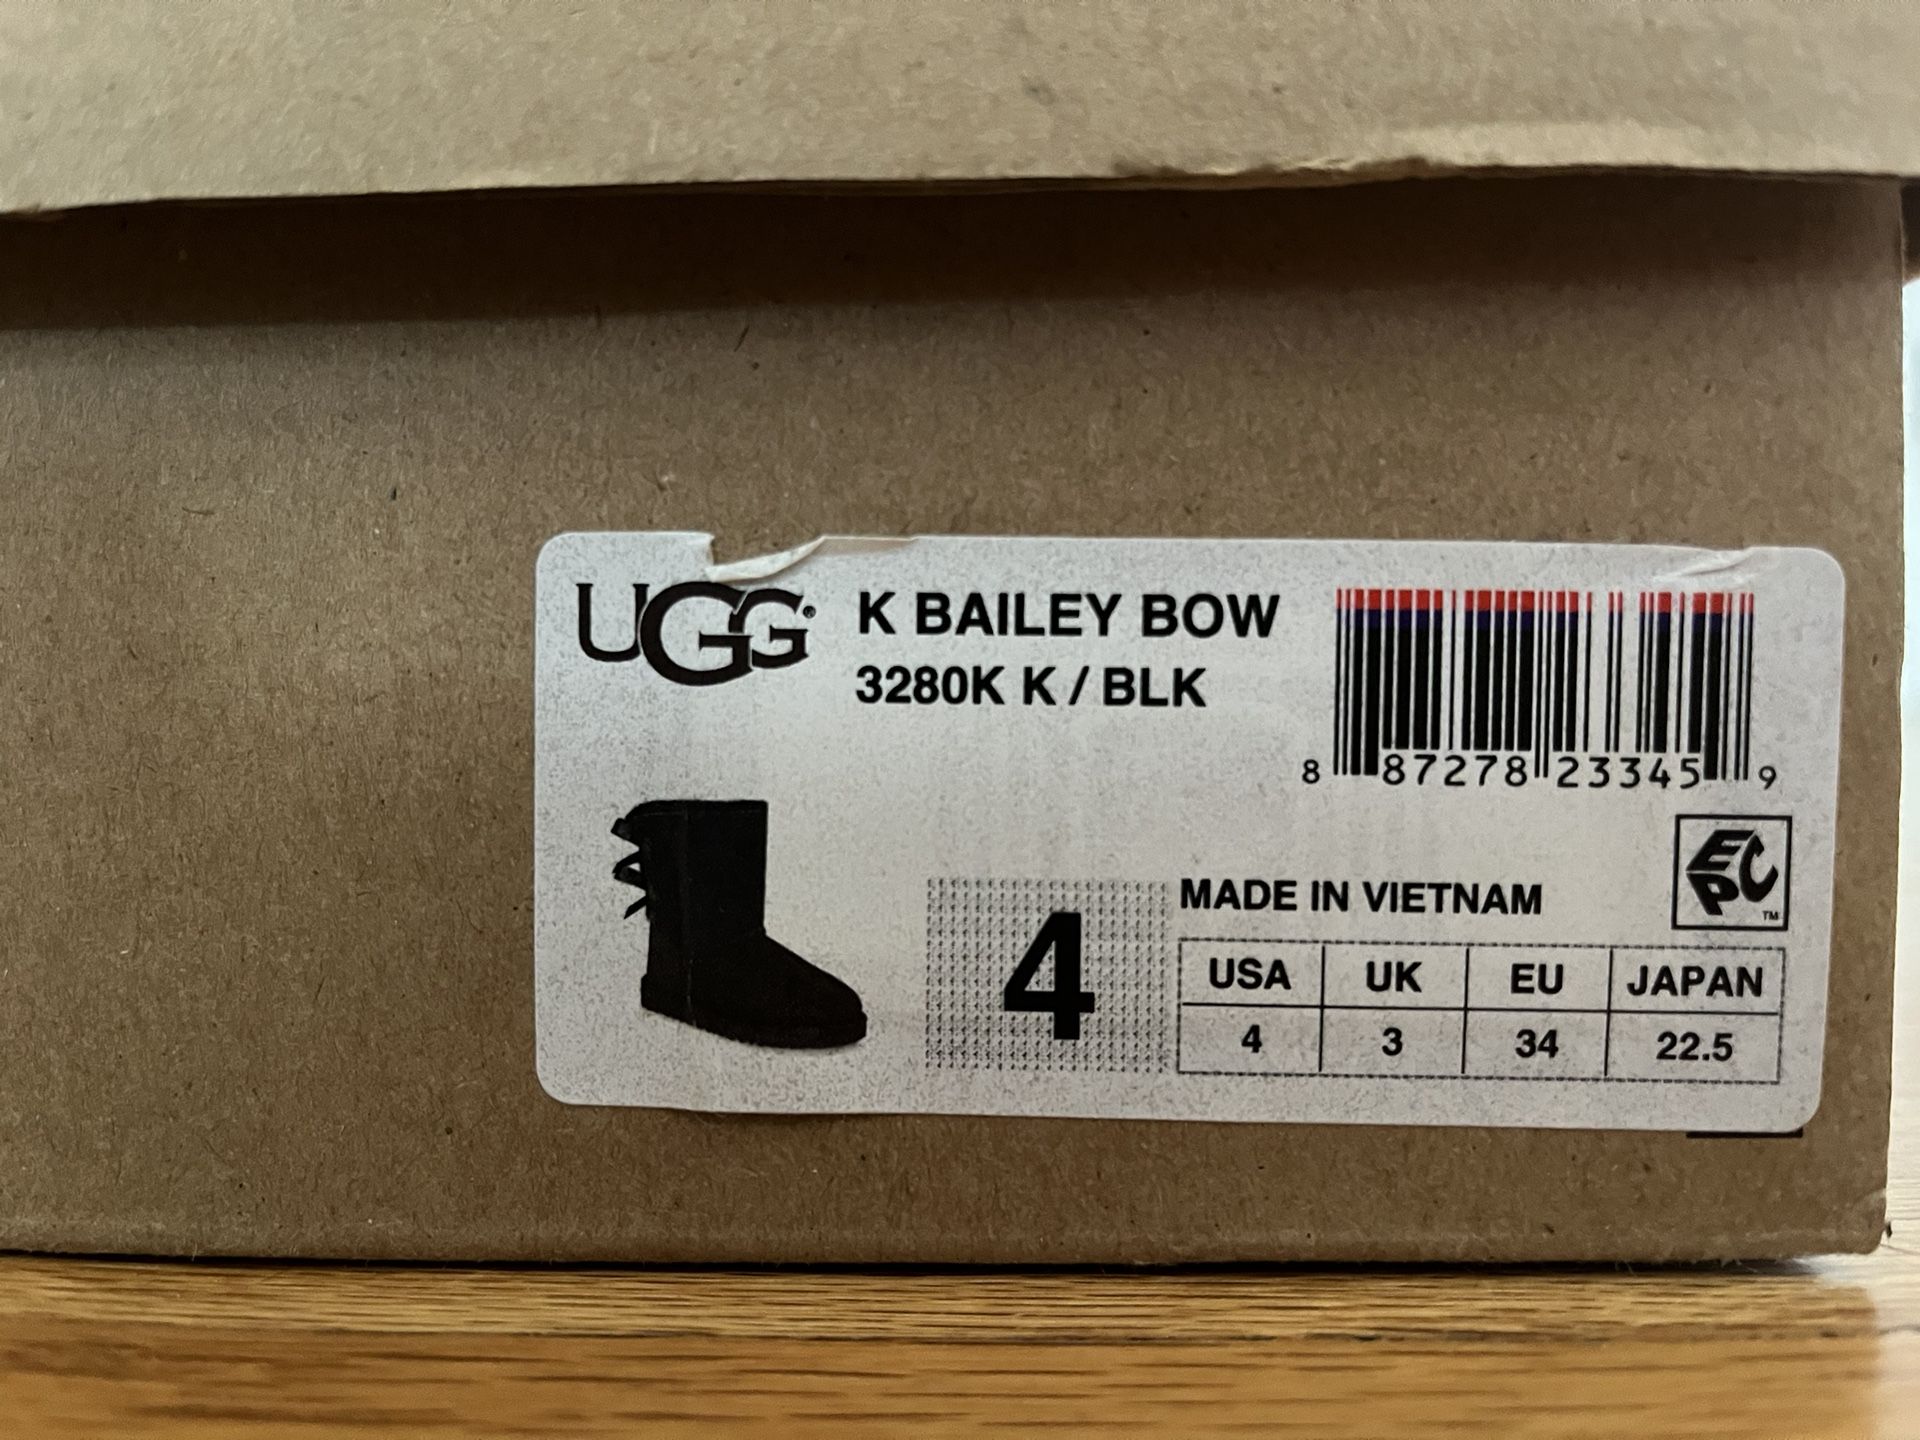 UGG®
K BAILEY BOW
3280K K / BLK
8 87278 23345 9
EPC™
4
MADE IN VIETNAM
USA UK EU JAPAN
4 3 34 22.5